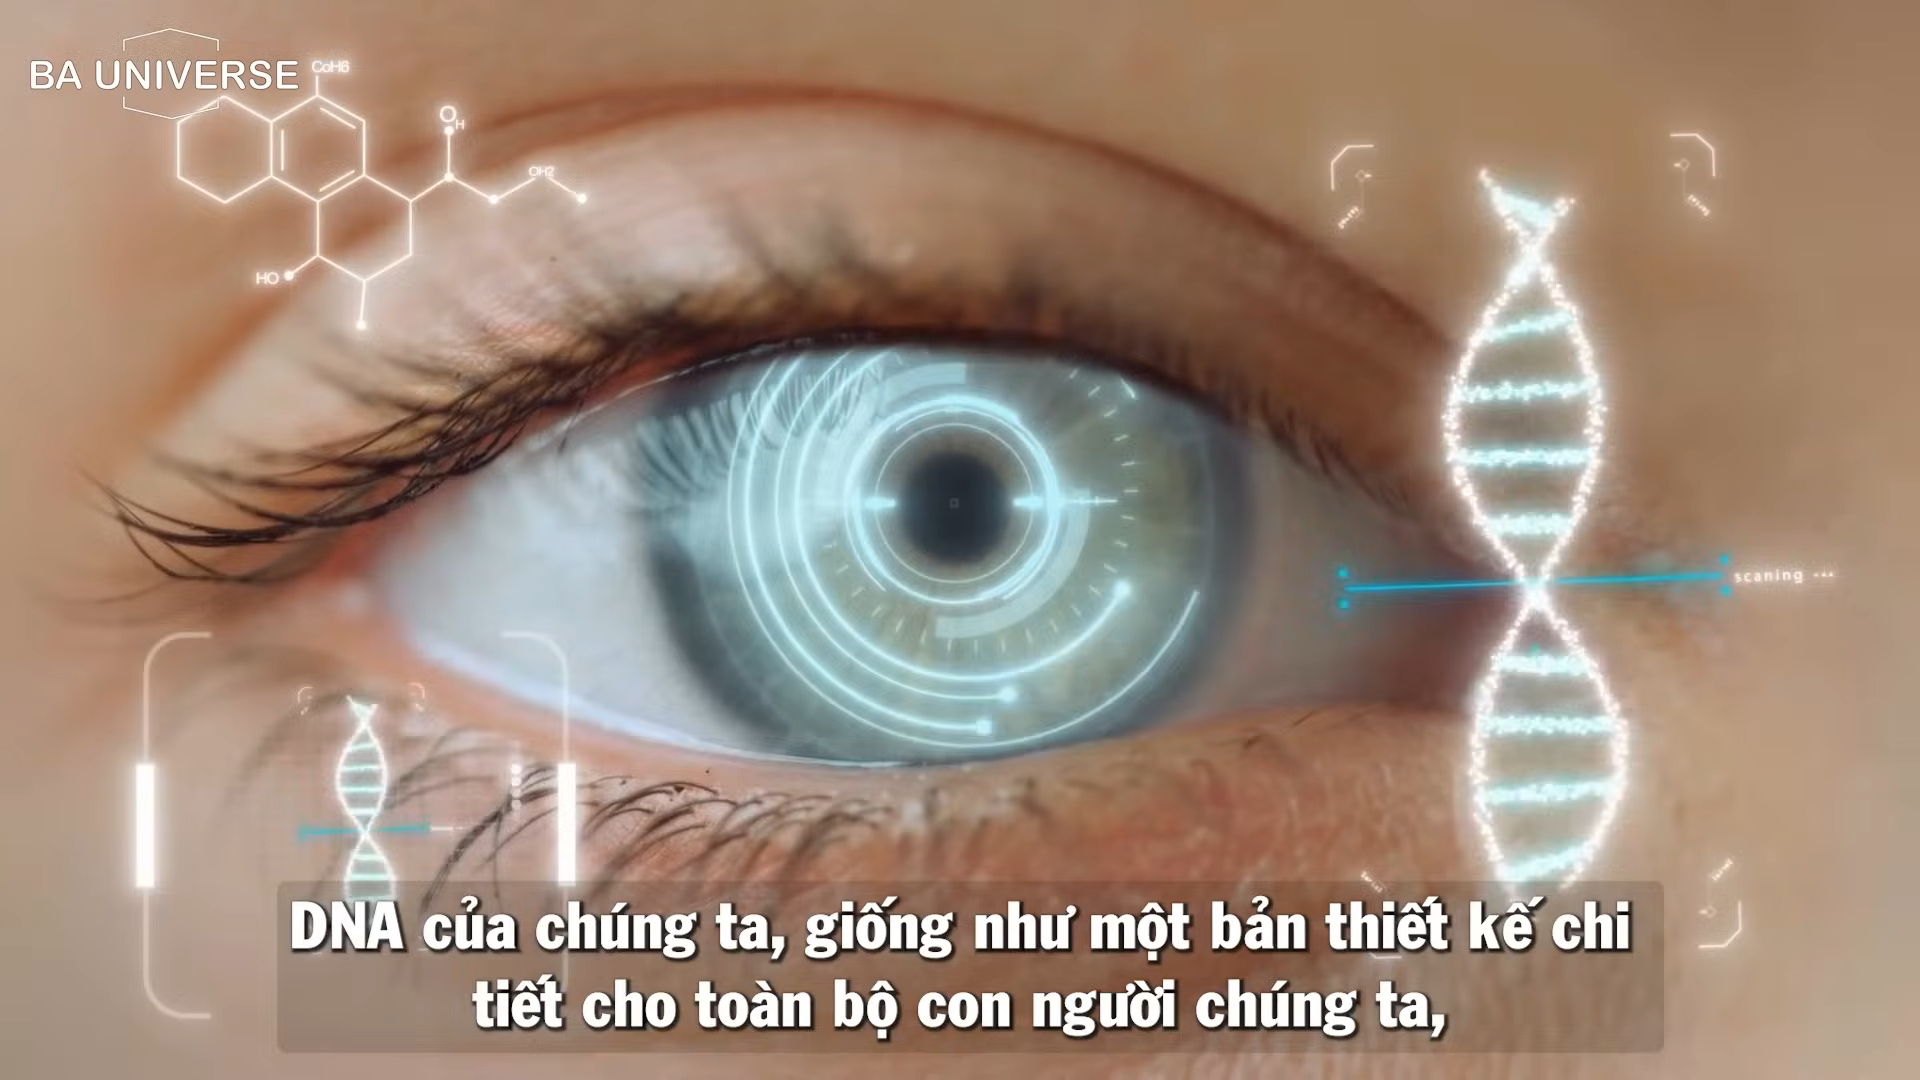 BA UNIVERSE
CoH6
OH
OH2
HO
scaning ...
DNA của chúng ta, giống như một bản thiết kế chi
tiết cho toàn bộ con người chúng ta,